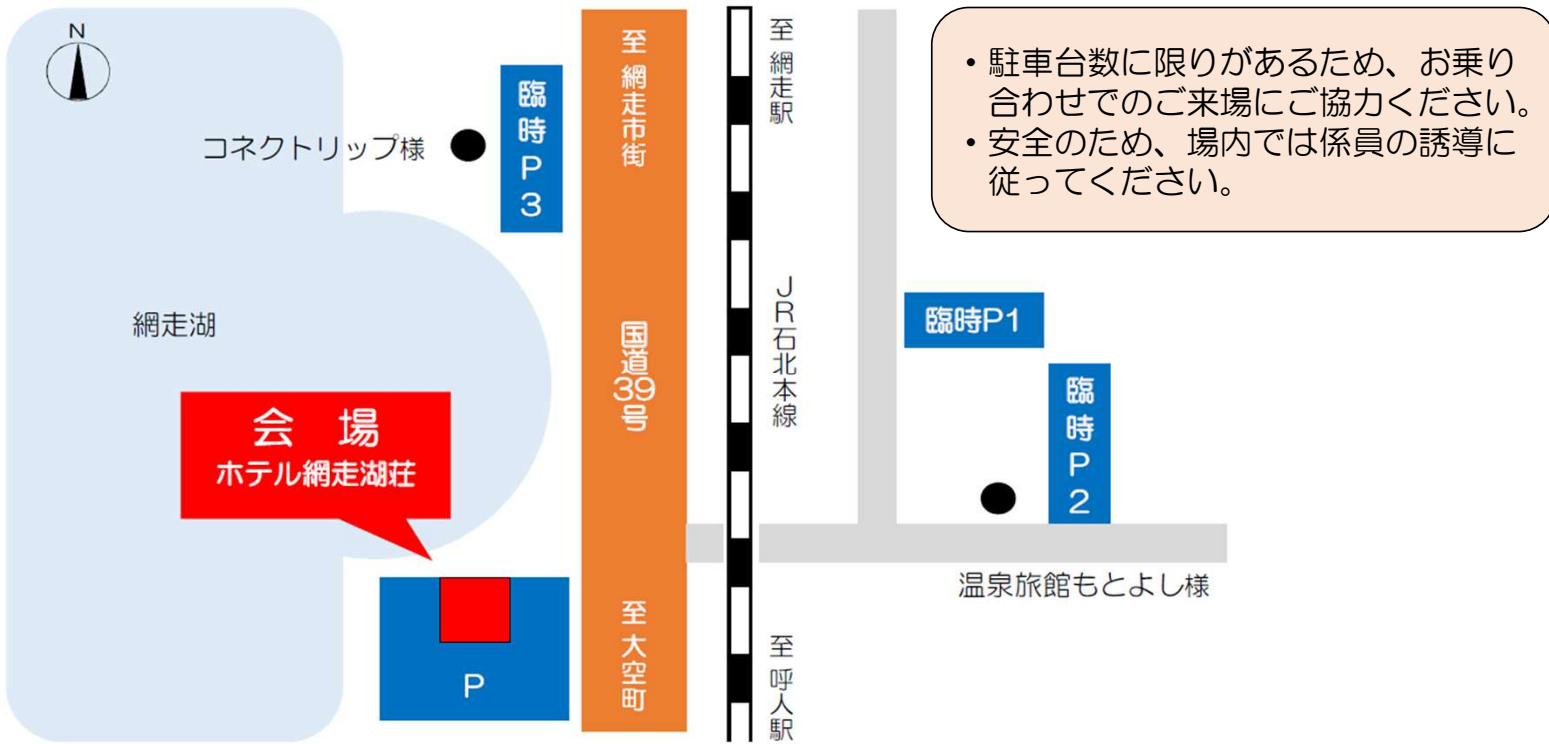 N
コネクトリップ様
臨時P3
至 網走市街
至 網走駅
・駐車台数に限りがあるため、お乗り
合わせでのご来場にご協力ください。
・安全のため、場内では係員の誘導に
従ってください。
網走湖
国道39号
JR石北本線
臨時P1
臨時P2
会 場
ホテル網走湖荘
温泉旅館もとよし様
P
至 大空町
至 呼人駅